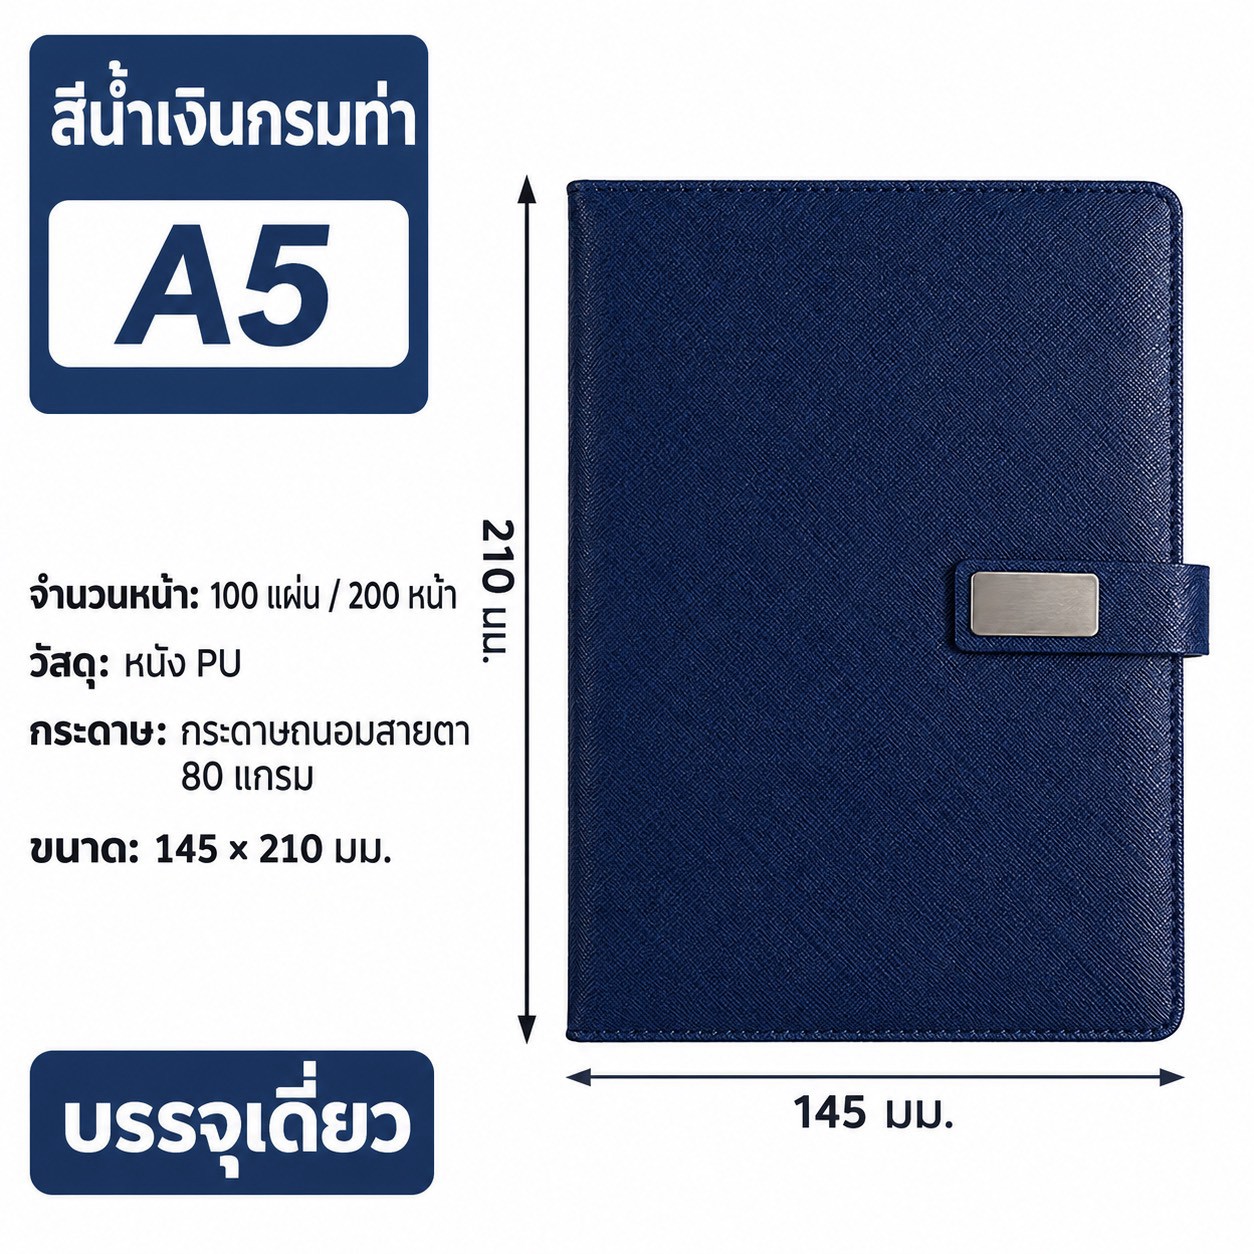 สีน้ำเงินกรมท่า
A5
จำนวนหน้า: 100 แผ่น / 200 หน้า
วัสดุ: หนัง PU
กระดาษ: กระดาษถนอมสายตา
80 แกรม
ขนาด: 145 × 210 มม.
บรรจุเดี่ยว
210 มม.
145 มม.